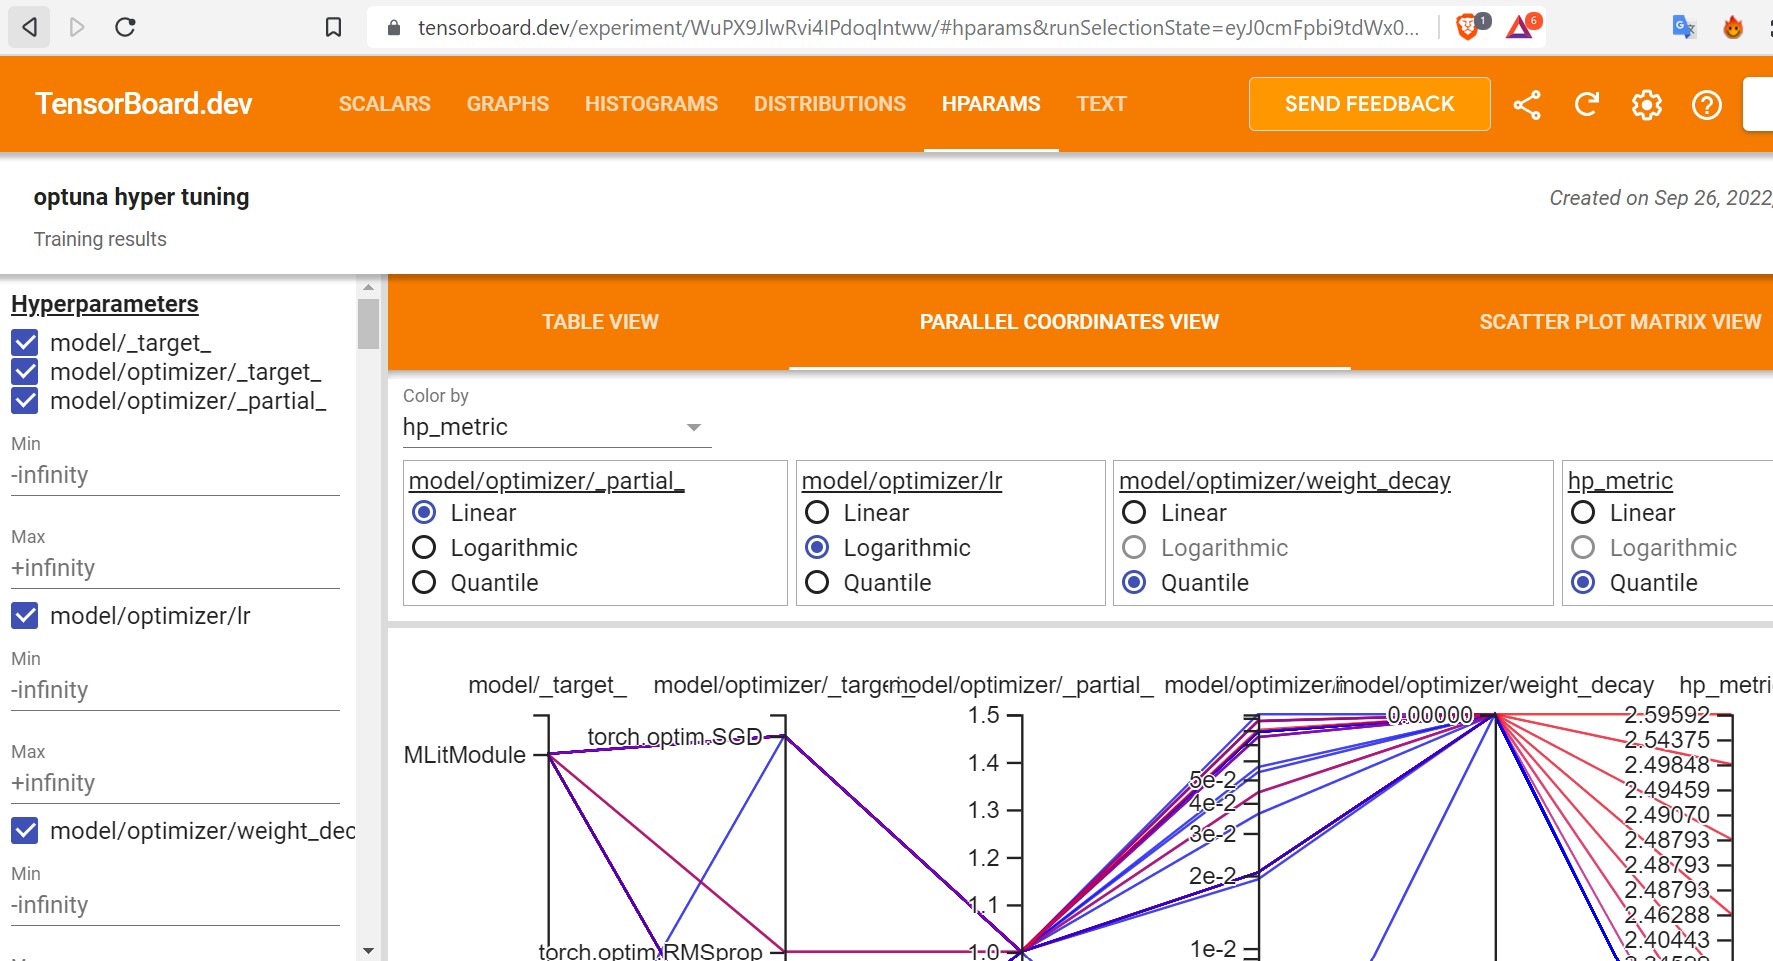 tensorboard.dev/experiment/WuPX9JlwRvi4IPdoqlntww/#hparams&runSelectionState=eyJ0cmFpbi9tdWx0...
1
6
TensorBoard.dev
SCALARS GRAPHS HISTOGRAMS DISTRIBUTIONS HPARAMS TEXT
SEND FEEDBACK
optuna hyper tuning
Created on Sep 26, 2022,
Training results
Hyperparameters
model/_target_
model/optimizer/_target_
model/optimizer/_partial_
Min
-infinity
Max
+infinity
model/optimizer/lr
Min
-infinity
Max
+infinity
model/optimizer/weight_dec
Min
-infinity
TABLE VIEW PARALLEL COORDINATES VIEW SCATTER PLOT MATRIX VIEW
Color by
hp_metric
model/optimizer/_partial_
Linear
Logarithmic
Quantile
model/optimizer/lr
Linear
Logarithmic
Quantile
model/optimizer/weight_decay
Linear
Logarithmic
Quantile
hp_metric
Linear
Logarithmic
Quantile
model/_target_ model/optimizer/_target_ model/optimizer/_partial_ model/optimizer/lr model/optimizer/weight_decay hp_metri
MLitModule
torch.optim.SGD
torch.optim.RMSprop
1.5
1.4
1.3
1.2
1.1
1.0
5e-2
4e-2
3e-2
2e-2
1e-2
0.00000
2.59592
2.54375
2.49848
2.49459
2.49070
2.48793
2.48793
2.48793
2.46288
2.40443